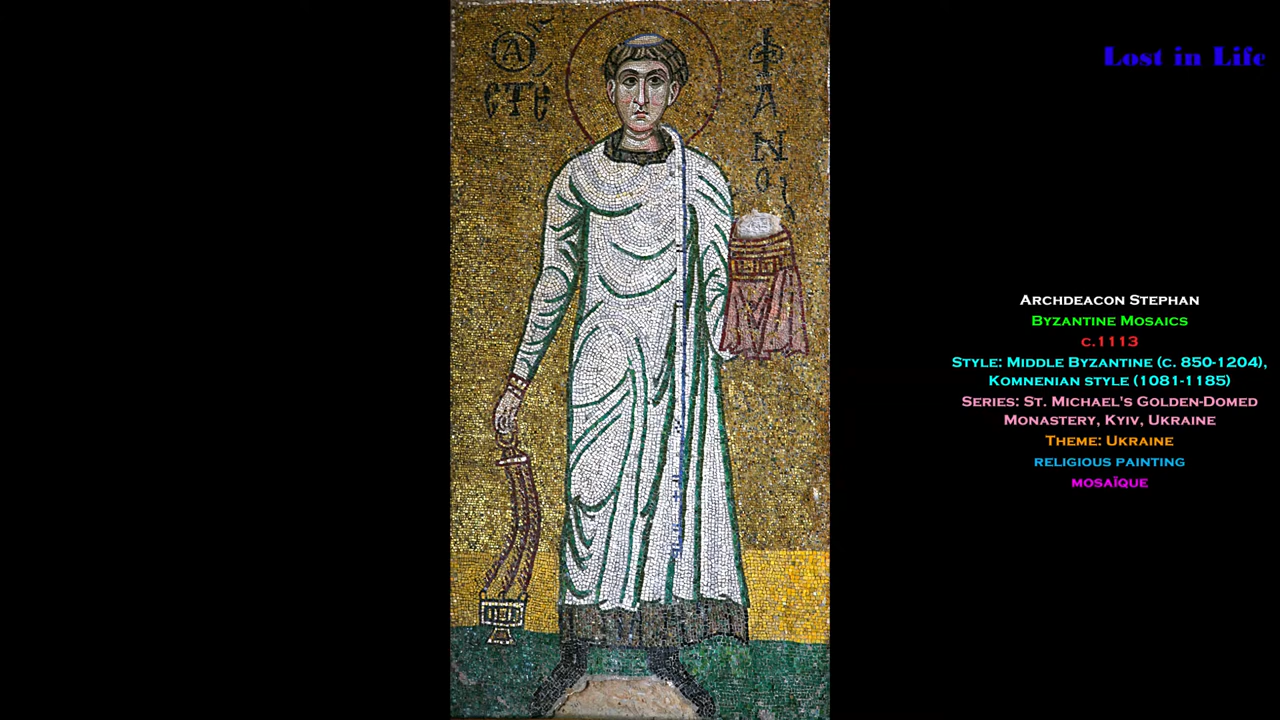 Lost in Life
Ⓐ
СТЕ
Ф
А
N
Archdeacon Stephan
Byzantine Mosaics
c.1113
Style: Middle Byzantine (c. 850-1204),
Komnenian style (1081-1185)
Series: St. Michael's Golden-Domed
Monastery, Kyiv, Ukraine
Theme: Ukraine
religious painting
mosaïque